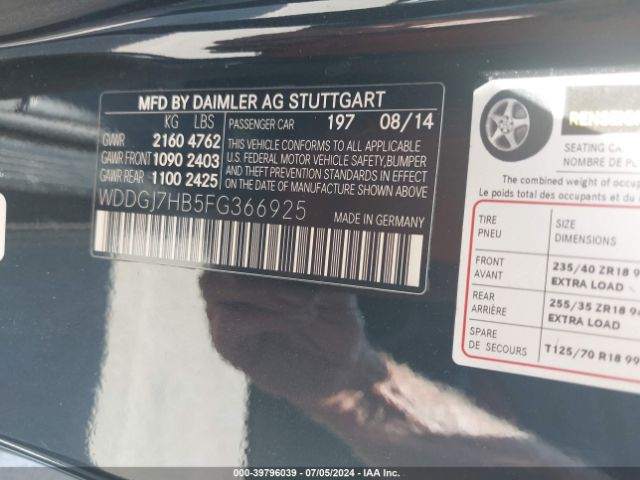 MFD BY DAIMLER AG STUTTGART
KG LBS
GWR 2160 4762
GAWR FRONT 1090 2403
GAWR REAR 1100 2425
PASSENGER CAR 197 08/14
THIS VEHICLE CONFORMS TO ALL APPLICABLE
U.S. FEDERAL MOTOR VEHICLE SAFETY, BUMPER
AND THEFT PREVENTION STANDARDS IN EFFECT
ON THE DATE OF MANUFACTURE SHOWN ABOVE.
WDDGJ7HB5FG366925
MADE IN GERMANY
SEATING
NOMBRE DE
The combined weight of
Le poids total des occupants
TIRE
PNEU
SIZE
DIMENSIONS
FRONT
AVANT
235/40 ZR18
EXTRA LOAD
REAR
ARRIÈRE
255/35 ZR18
EXTRA LOAD
SPARE
DE SECOURS
T125/70 R18 99
000-39796039 - 07/05/2024 - IAA Inc.